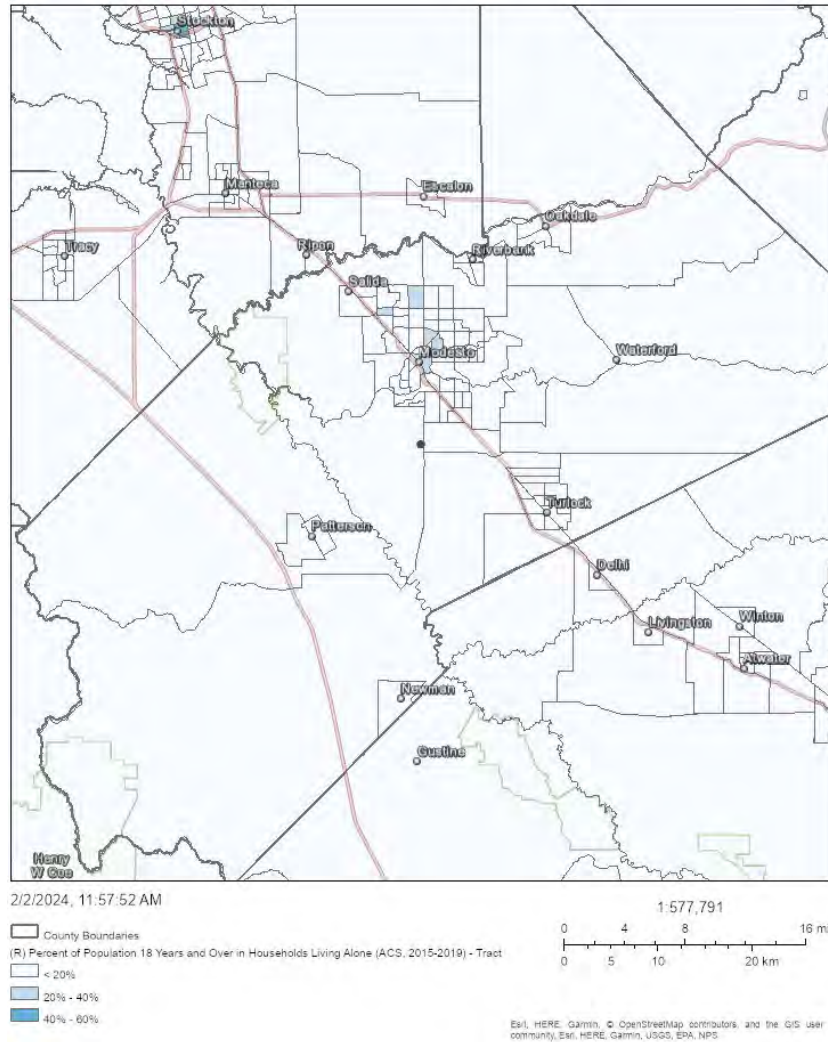 Stockton
Manteca
Escalon
Oakdale
Tracy
Ripon
Riverbank
Salida
Modesto
Waterford
Turlock
Patterson
Delhi
Livingston
Winton
Atwater
Newman
Gustine
Henry
W Coe
2/2/2024, 11:57:52 AM
1:577,791
County Boundaries
(R) Percent of Population 18 Years and Over in Households Living Alone (ACS, 2015-2019) - Tract
< 20%
20% - 40%
40% - 60%
0 4 8 16 mi
0 5 10 20 km
Esri, HERE, Garmin, © OpenStreetMap contributors, and the GIS user
community, Esri, HERE, Garmin, USGS, EPA, NPS